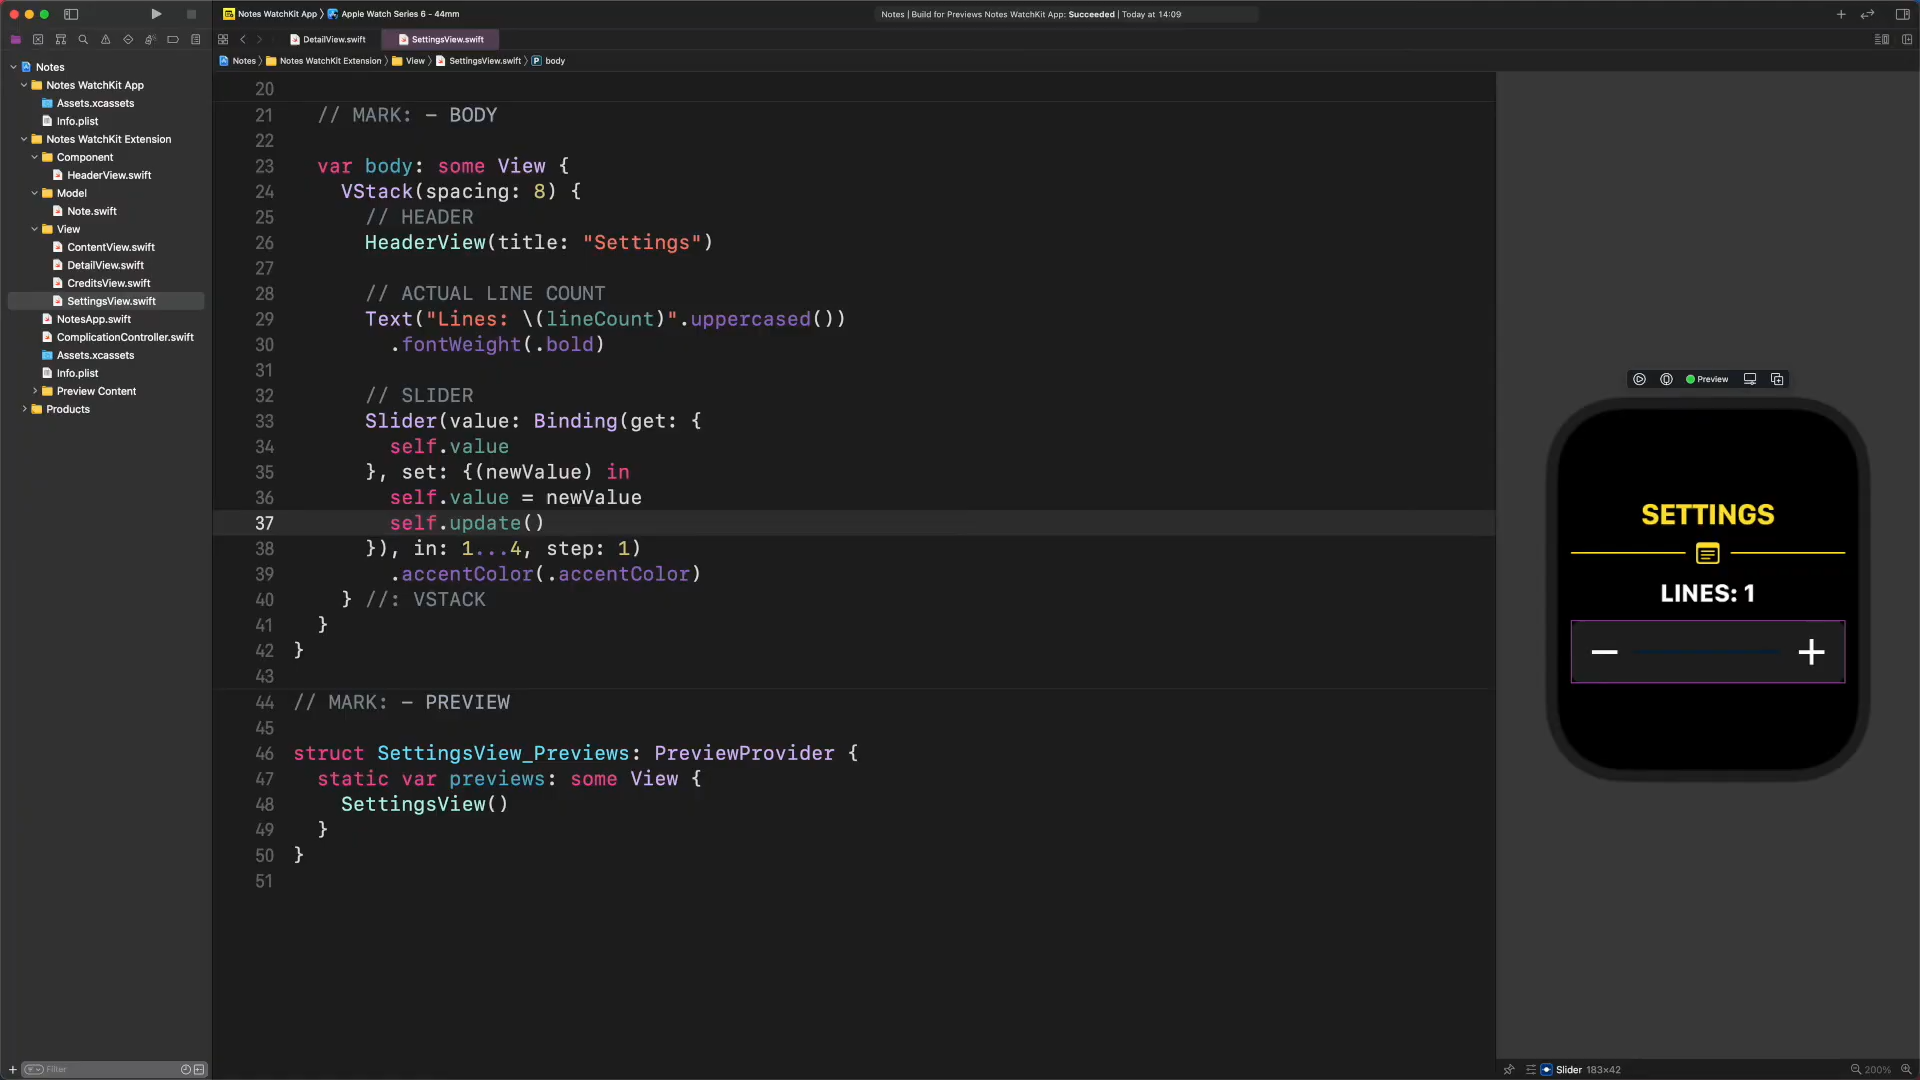 Notes WatchKit App 〉 Apple Watch Series 6 - 44mm
Notes | Build for Previews Notes WatchKit App: Succeeded | Today at 14:09
DetailView.swift
SettingsView.swift
Notes 〉 Notes WatchKit Extension 〉 View 〉 SettingsView.swift 〉 P body
Notes
Notes WatchKit App
Assets.xcassets
Info.plist
Notes WatchKit Extension
Component
HeaderView.swift
Model
Note.swift
View
ContentView.swift
DetailView.swift
CreditsView.swift
SettingsView.swift
NotesApp.swift
ComplicationController.swift
Assets.xcassets
Info.plist
Preview Content
Products
Filter
20
21 // MARK: - BODY
22
23 var body: some View {
24 VStack(spacing: 8) {
25 // HEADER
26 HeaderView(title: "Settings")
27
28 // ACTUAL LINE COUNT
29 Text("Lines: \(lineCount)".uppercased())
30 .fontWeight(.bold)
31
32 // SLIDER
33 Slider(value: Binding(get: {
34 self.value
35 }, set: {(newValue) in
36 self.value = newValue
37 self.update()
38 }), in: 1...4, step: 1)
39 .accentColor(.accentColor)
40 } //: VSTACK
41 }
42 }
43
44 // MARK: - PREVIEW
45
46 struct SettingsView_Previews: PreviewProvider {
47 static var previews: some View {
48 SettingsView()
49 }
50 }
51
Preview
SETTINGS
LINES: 1
Slider 183×42
200%